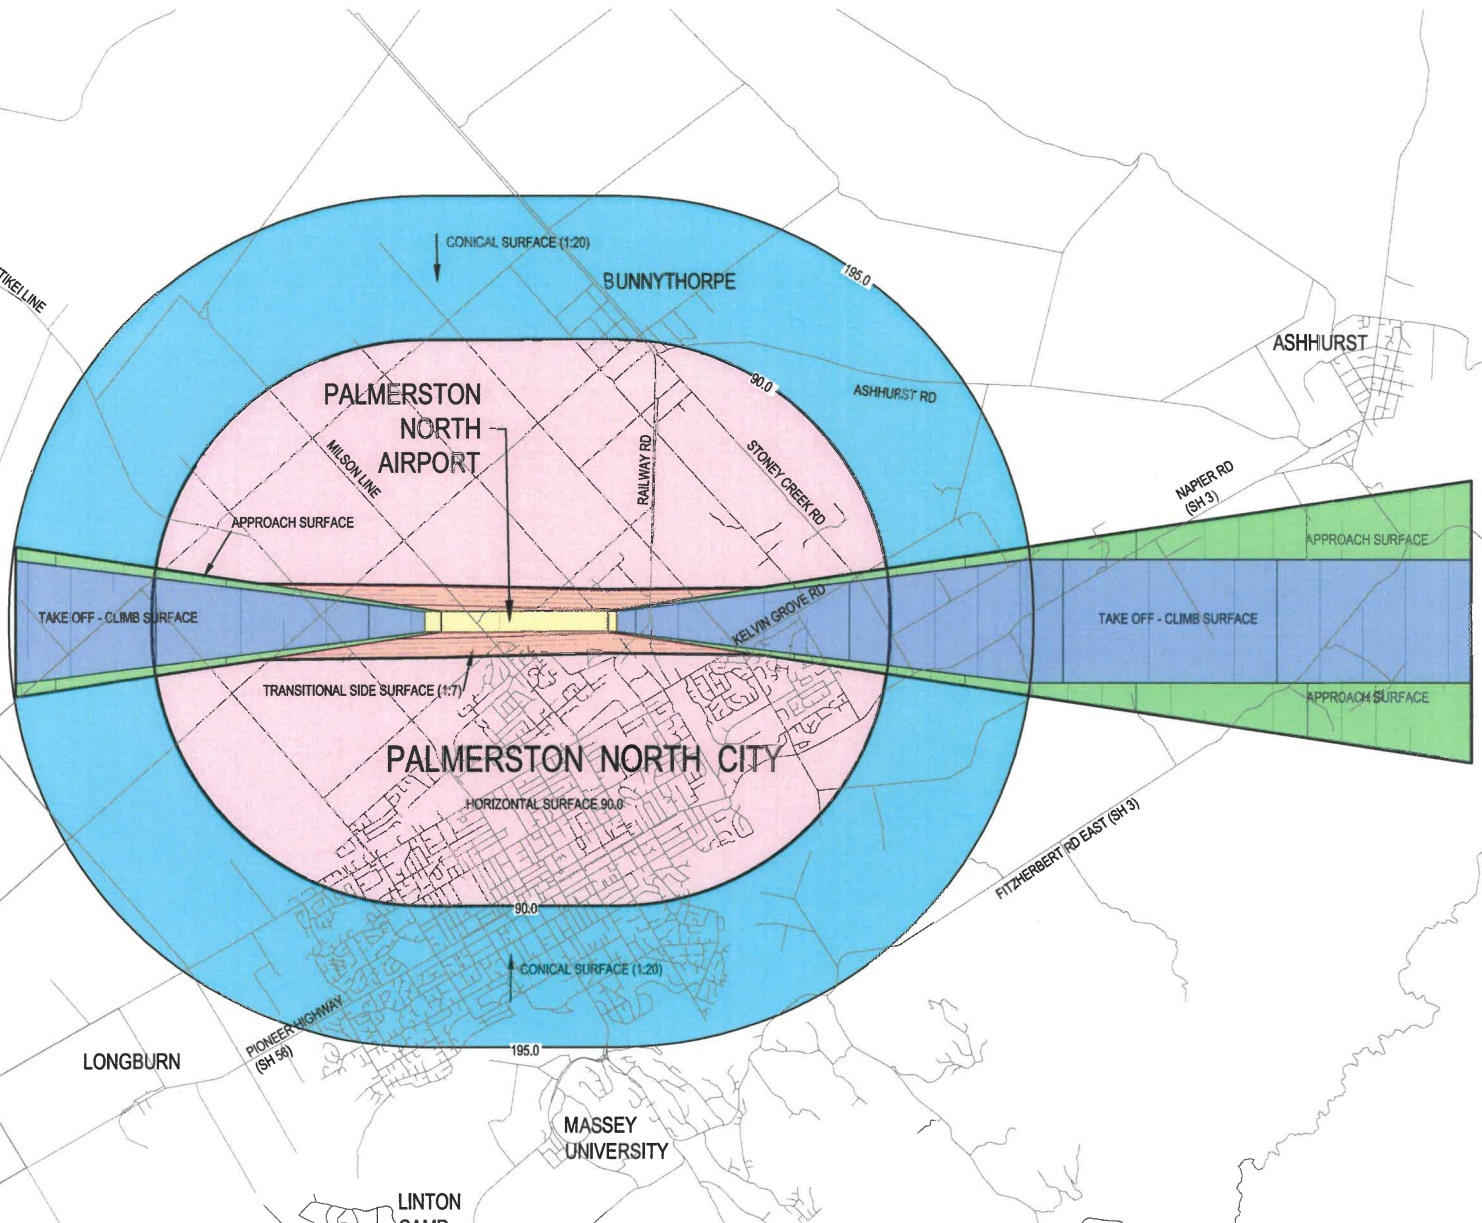 CONICAL SURFACE (1:20)
BUNNYTHORPE
195.0
TIKEI LINE
ASHHURST
PALMERSTON
NORTH
AIRPORT
90.0
ASHHURST RD
MILSON LINE
RAILWAY RD
STONEY CREEK RD
NAPIER RD
(SH 3)
APPROACH SURFACE
APPROACH SURFACE
TAKE OFF - CLIMB SURFACE
KELVIN GROVE RD
TAKE OFF - CLIMB SURFACE
TRANSITIONAL SIDE SURFACE (1:7)
APPROACH SURFACE
PALMERSTON NORTH CITY
HORIZONTAL SURFACE 90.0
FITZHERBERT RD EAST (SH 3)
90.0
CONICAL SURFACE (1:20)
PIONEER HIGHWAY
(SH 56)
195.0
LONGBURN
MASSEY
UNIVERSITY
LINTON
CAMP